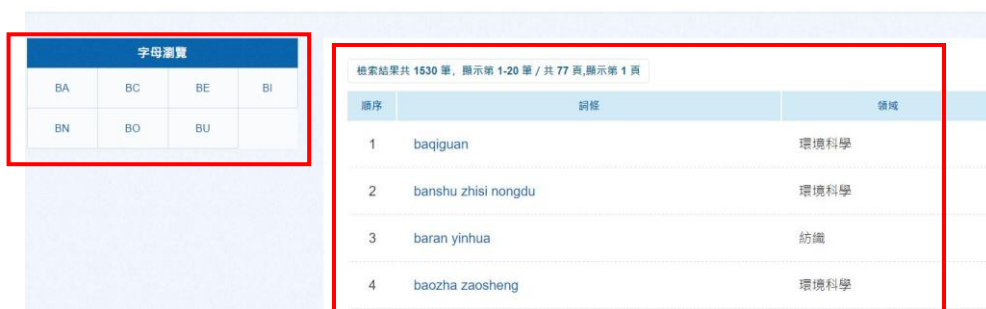 字母瀏覽
BA BC BE BI
BN BO BU
檢索結果共 1530 筆, 顯示第 1-20 筆 / 共 77 頁,顯示第 1 頁
順序 詞條 領域
1 baqiguan 環境科學
2 banshu zhisi nongdu 環境科學
3 baran yinhua 紡織
4 baozha zaosheng 環境科學